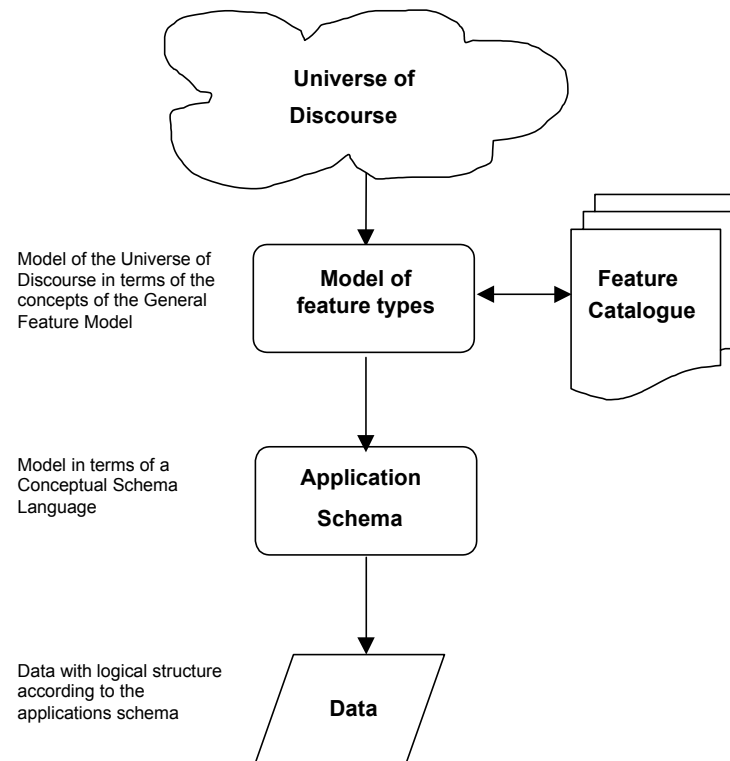 Universe of
Discourse
Model of the Universe of
Discourse in terms of the
concepts of the General
Feature Model
Model of
feature types
Feature
Catalogue
Model in terms of a
Conceptual Schema
Language
Application
Schema
Data with logical structure
according to the
applications schema
Data